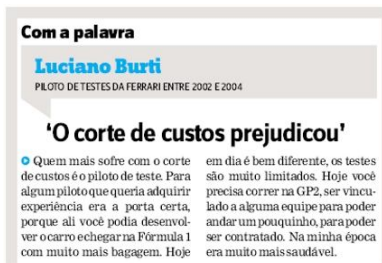 Com a palavra
Luciano Burti
PILOTO DE TESTES DA FERRARI ENTRE 2002 E 2004
'O corte de custos prejudicou'
Quem mais sofre com o corte
de custos é o piloto de teste. Para
algum piloto que queria adquirir
experiência era a porta certa,
porque ali você podia desenvol-
ver o carro e chegar na Fórmula 1
com muito mais bagagem. Hoje
em dia é bem diferente, os testes
são muito limitados. Hoje você
precisa correr na GP2, ser vincu-
lado a alguma equipe para poder
andar um pouquinho, para poder
ser contratado. Na minha época
era muito mais saudável.